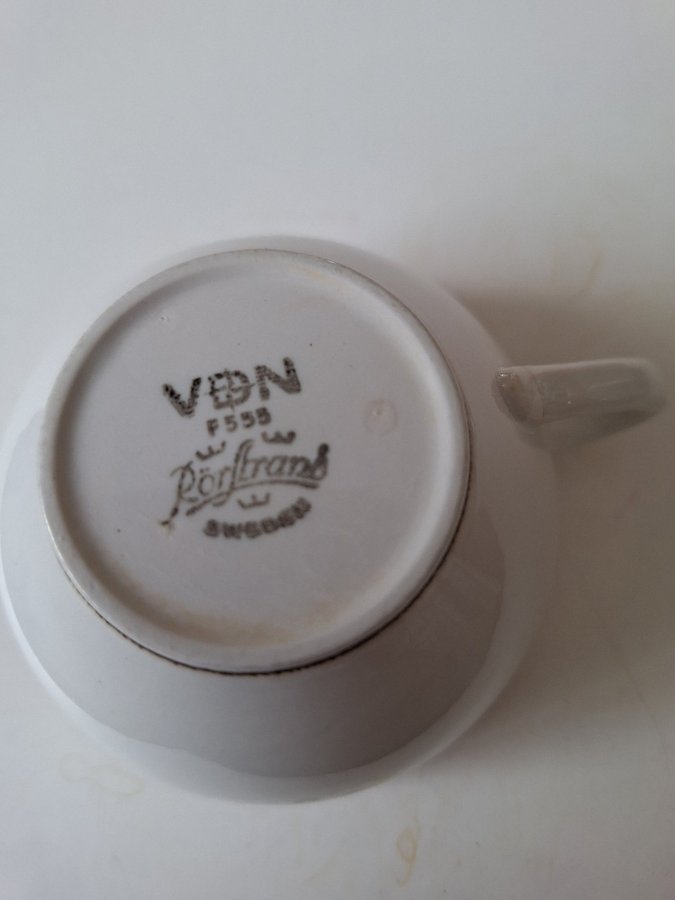 VDN
F555
Rörstrand
SWEDEN